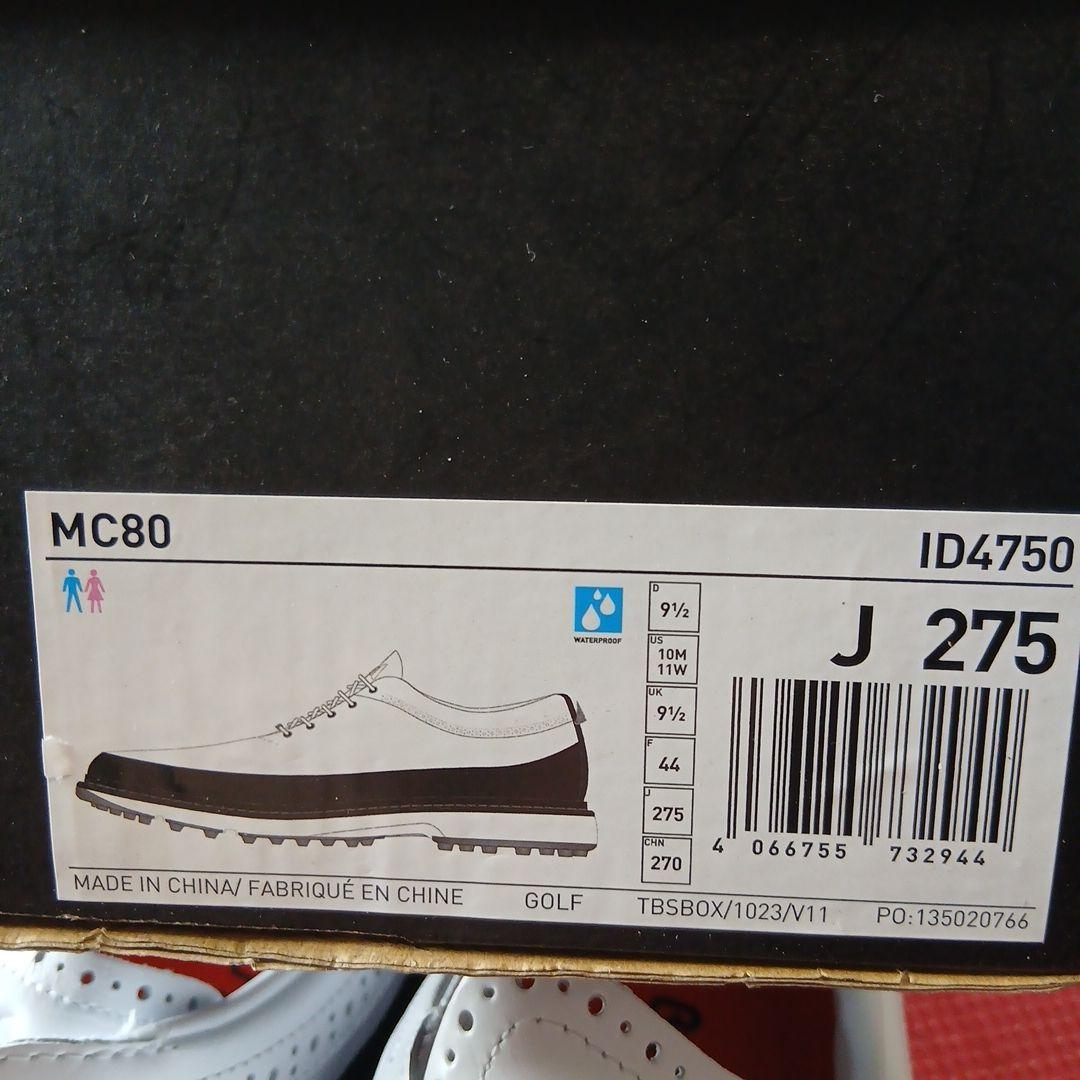 MC80
ID4750
WATERPROOF
D
9½
US
10M
11W
UK
9½
F
44
J
275
CHN
270
J 275
4 066755 732944
MADE IN CHINA/ FABRIQUÉ EN CHINE
GOLF
TBSBOX/1023/V11
PO:135020766